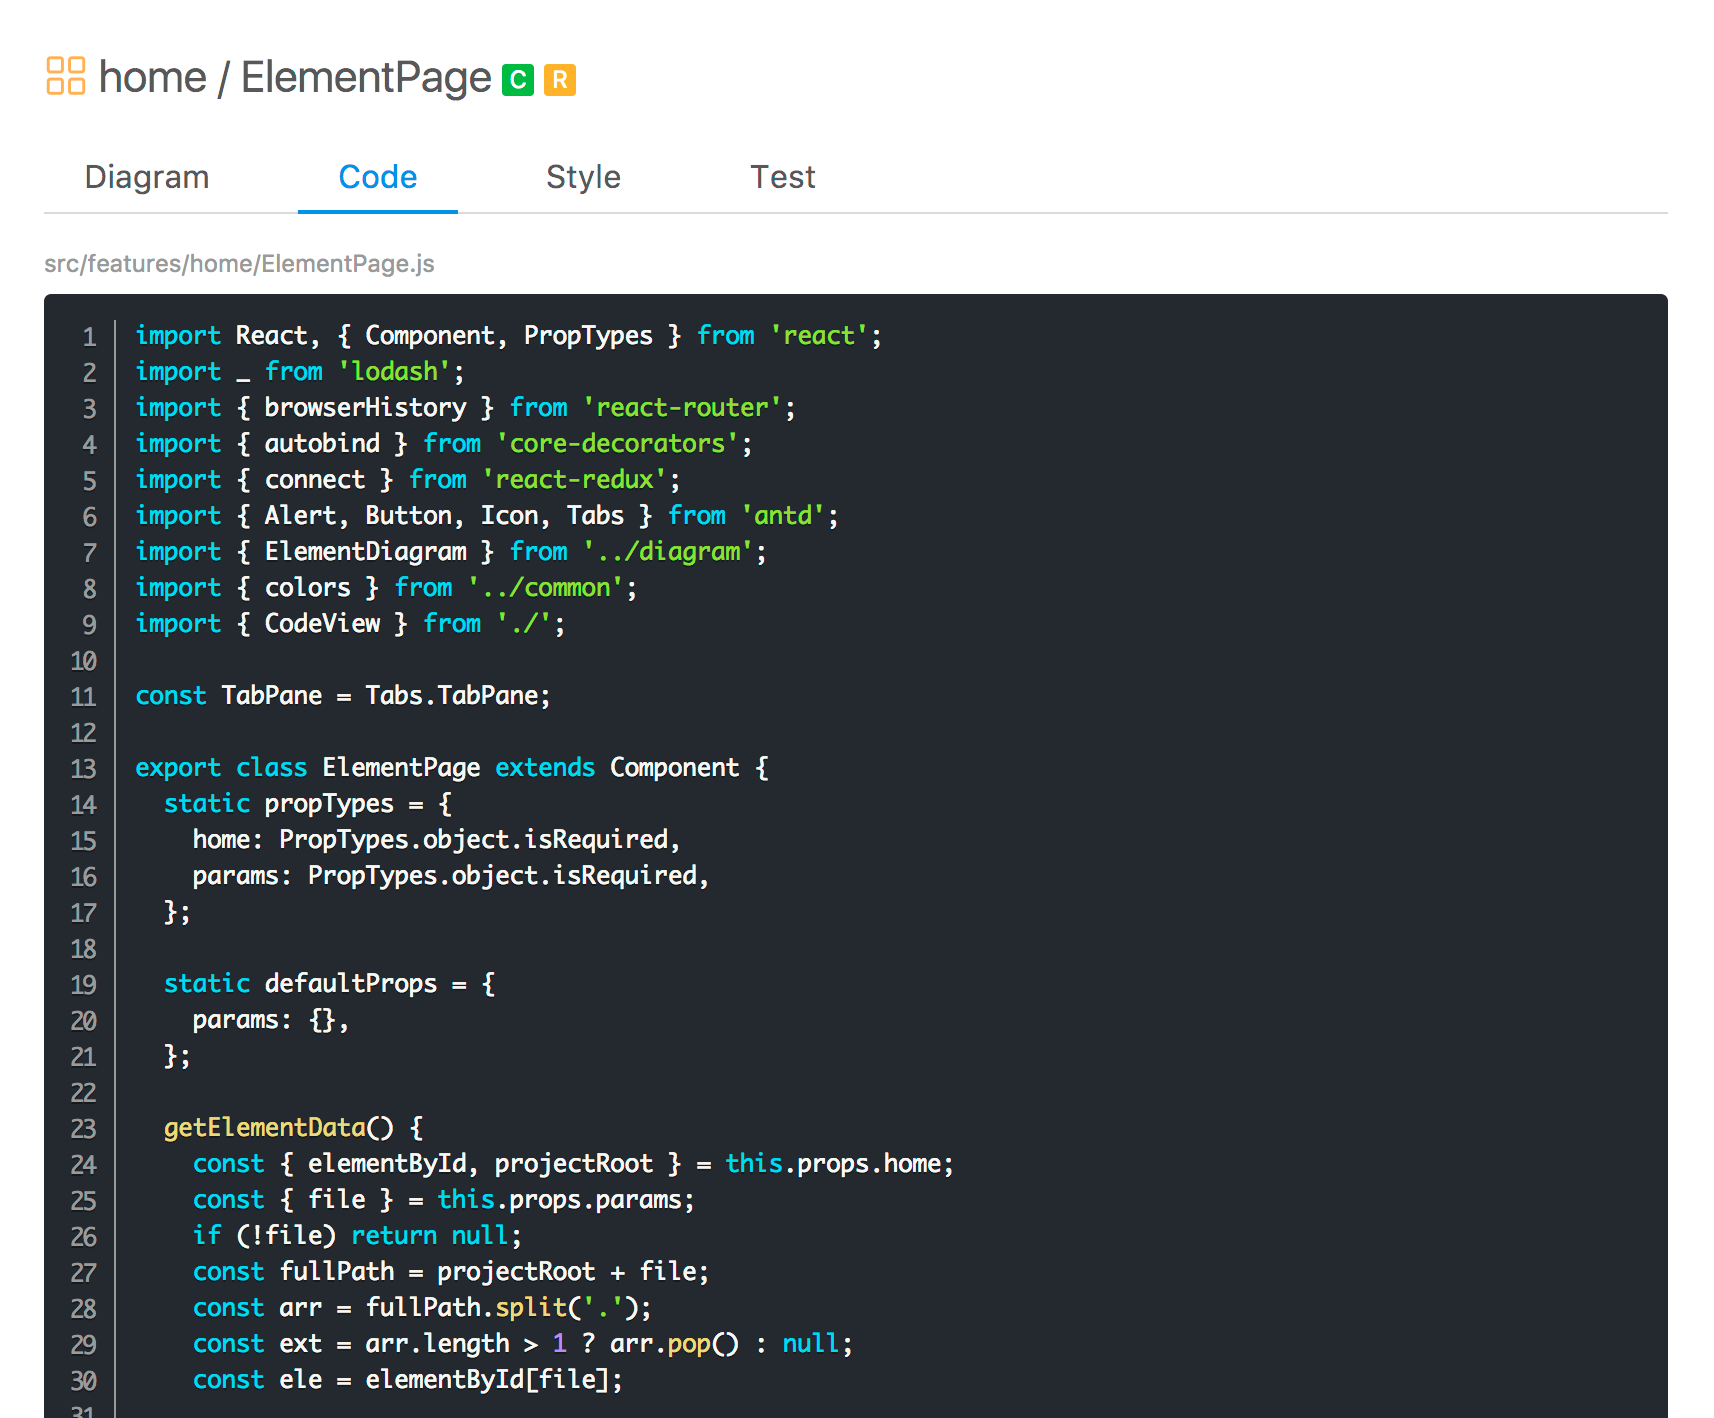 home / ElementPage C R
Diagram Code Style Test
src/features/home/ElementPage.js
1 import React, { Component, PropTypes } from 'react';
2 import _ from 'lodash';
3 import { browserHistory } from 'react-router';
4 import { autobind } from 'core-decorators';
5 import { connect } from 'react-redux';
6 import { Alert, Button, Icon, Tabs } from 'antd';
7 import { ElementDiagram } from '../diagram';
8 import { colors } from '../common';
9 import { CodeView } from './';
10
11 const TabPane = Tabs.TabPane;
12
13 export class ElementPage extends Component {
14   static propTypes = {
15     home: PropTypes.object.isRequired,
16     params: PropTypes.object.isRequired,
17   };
18
19   static defaultProps = {
20     params: {},
21   };
22
23   getElementData() {
24     const { elementById, projectRoot } = this.props.home;
25     const { file } = this.props.params;
26     if (!file) return null;
27     const fullPath = projectRoot + file;
28     const arr = fullPath.split('.');
29     const ext = arr.length > 1 ? arr.pop() : null;
30     const ele = elementById[file];
31